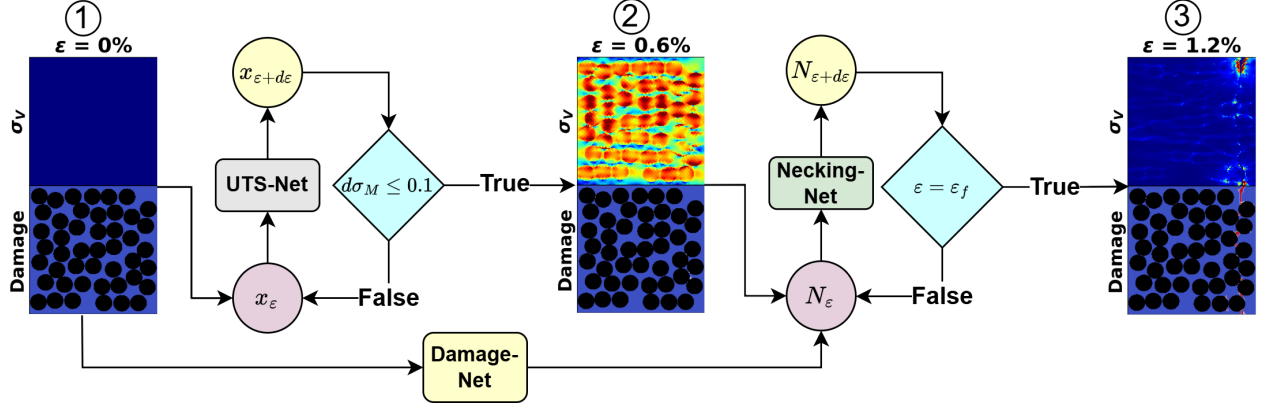 ①
ε = 0%
σ_V
Damage
x_{ε+dε}
UTS-Net
x_ε
dσ_M ≤ 0.1
True
False
②
ε = 0.6%
σ_V
Damage
N_{ε+dε}
Necking-
Net
N_ε
ε = ε_f
True
False
③
ε = 1.2%
σ_V
Damage
Damage-
Net